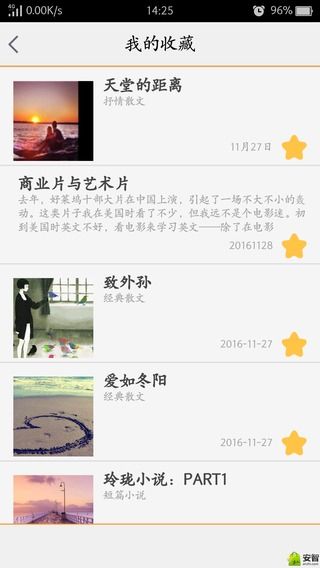 4G 0.00K/s 14:25 96%
我的收藏
天堂的距离
抒情散文
11月27日
商业片与艺术片
去年，好莱坞十部大片在中国上演，引起了一场不大不小的轰
动。这类片子我在美国时看了不少，但我远不是个电影迷。初
到美国时英文不好，看电影来学习英文——除了在电影
20161128
致外孙
经典散文
2016-11-27
爱如冬阳
经典散文
2016-11-27
玲珑小说：PART1
短篇小说
安智